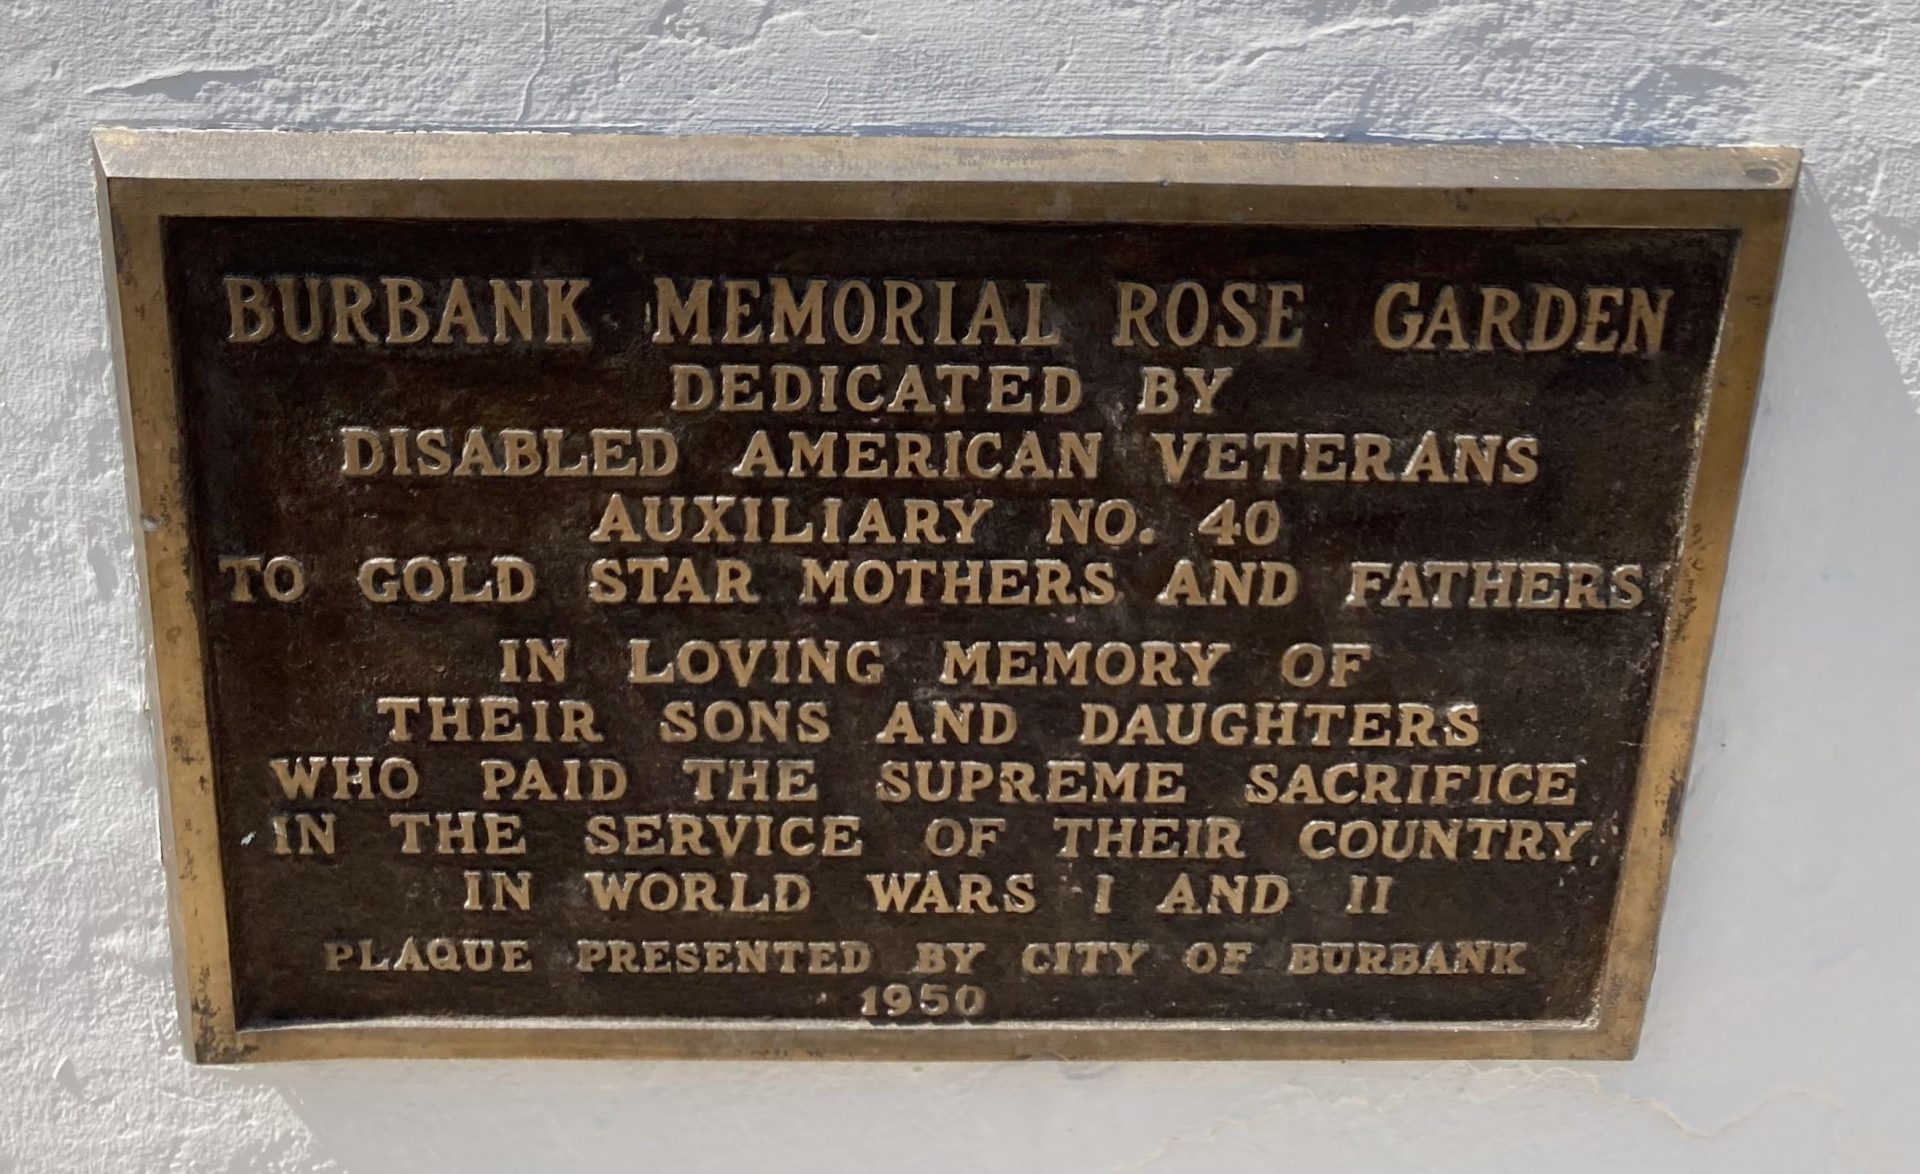 BURBANK MEMORIAL ROSE GARDEN
DEDICATED BY
DISABLED AMERICAN VETERANS
AUXILIARY NO. 40
TO GOLD STAR MOTHERS AND FATHERS
IN LOVING MEMORY OF
THEIR SONS AND DAUGHTERS
WHO PAID THE SUPREME SACRIFICE
IN THE SERVICE OF THEIR COUNTRY,
IN WORLD WARS I AND II
PLAQUE PRESENTED BY CITY OF BURBANK
1950